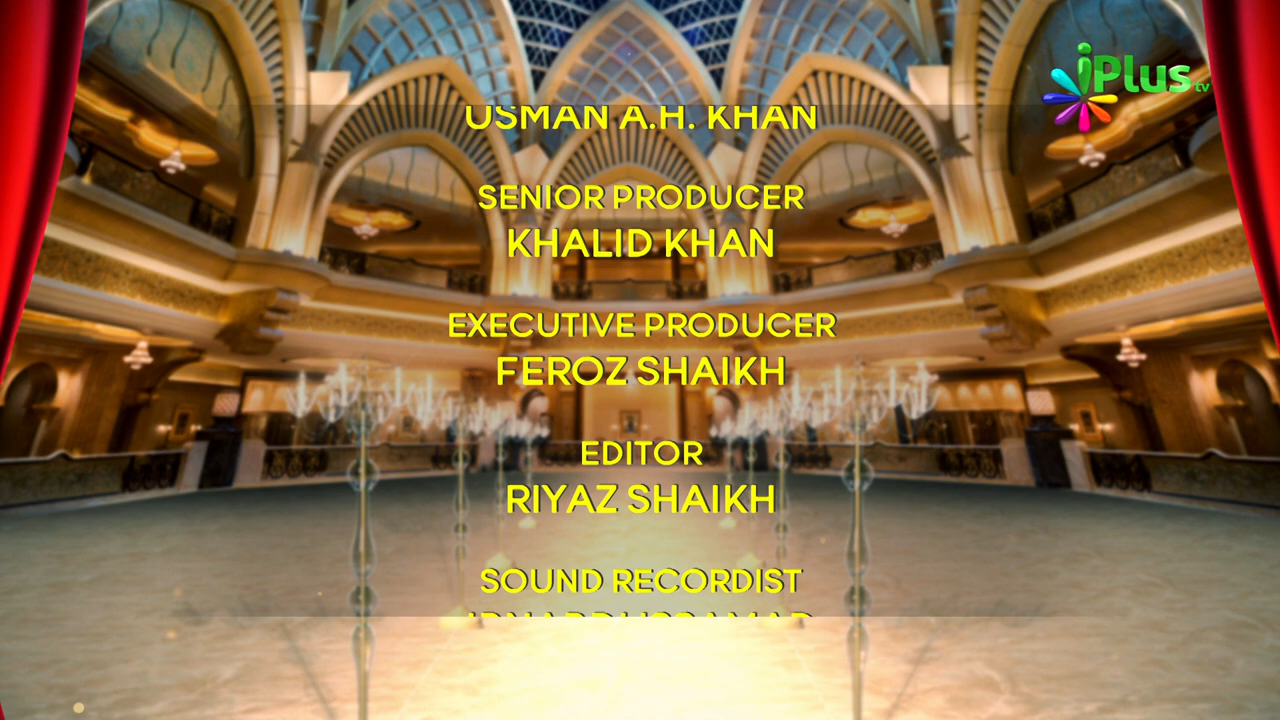 iPlus tv
USMAN A.H. KHAN
SENIOR PRODUCER
KHALID KHAN
EXECUTIVE PRODUCER
FEROZ SHAIKH
EDITOR
RIYAZ SHAIKH
SOUND RECORDIST